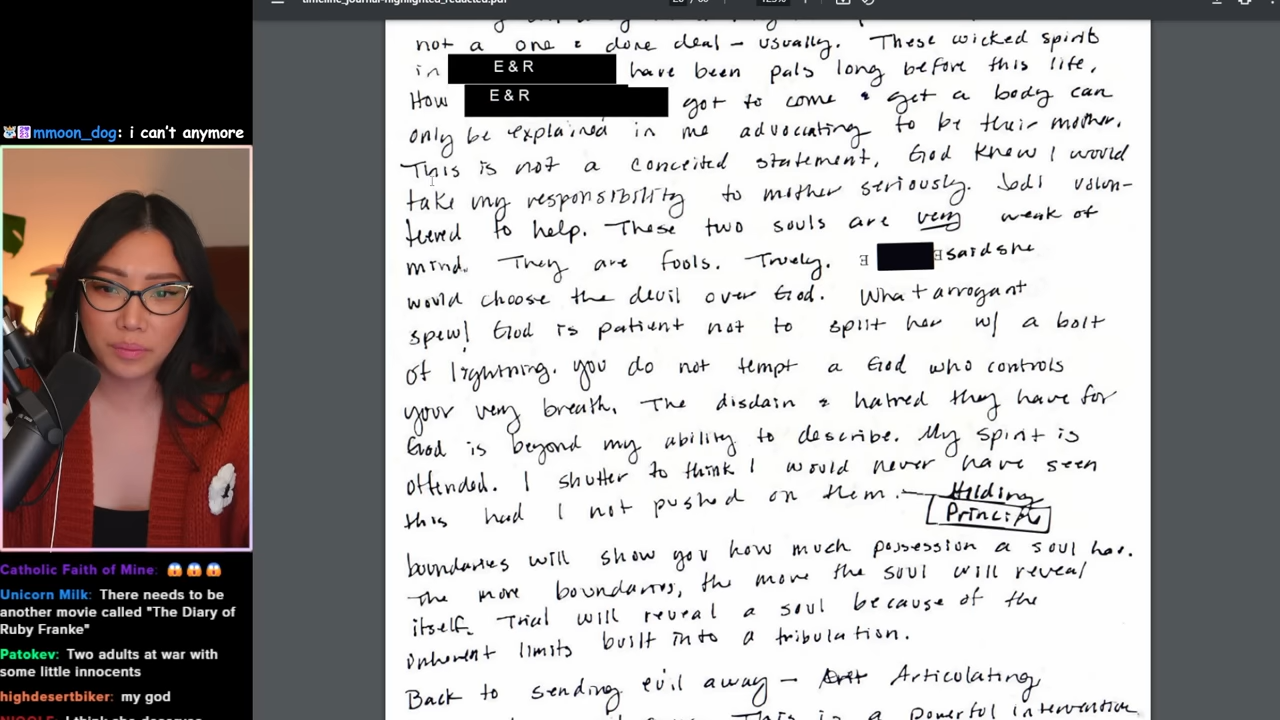 timeline_journal-highlighted_redacted.pdf
not a one & done deal – usually. These wicked spirits
in E & R have been pals long before this life.
How E & R got to come & get a body can
only be explained in me advocating to be their mother.
This is not a conceited statement. God knew I would
take my responsibility to mother seriously. Jodi volun-
teered to help. These two souls are very weak of
mind. They are fools. Truely. E E said she
would choose the devil over God. What arrogant
spew! God is patient not to split her w/ a bolt
of lightning. You do not tempt a God who controls
your very breath. The disdain & hatred they have for
God is beyond my ability to describe. My spirit is
offended. I shutter to think I would never have seen
this had I not pushed on them. – Holding
Principle
boundaries will show you how much possession a soul has.
The more boundaries, the more the soul will reveal
itself. Trial will reveal a soul because of the
inherent limits built into a tribulation.
Back to sending evil away – Articulating
This is a powerful intervention
mmoon_dog: i can't anymore
Catholic Faith of Mine: 😱😱😱
Unicorn Milk: There needs to be
another movie called "The Diary of
Ruby Franke"
Patokev: Two adults at war with
some little innocents
highdesertbiker: my god